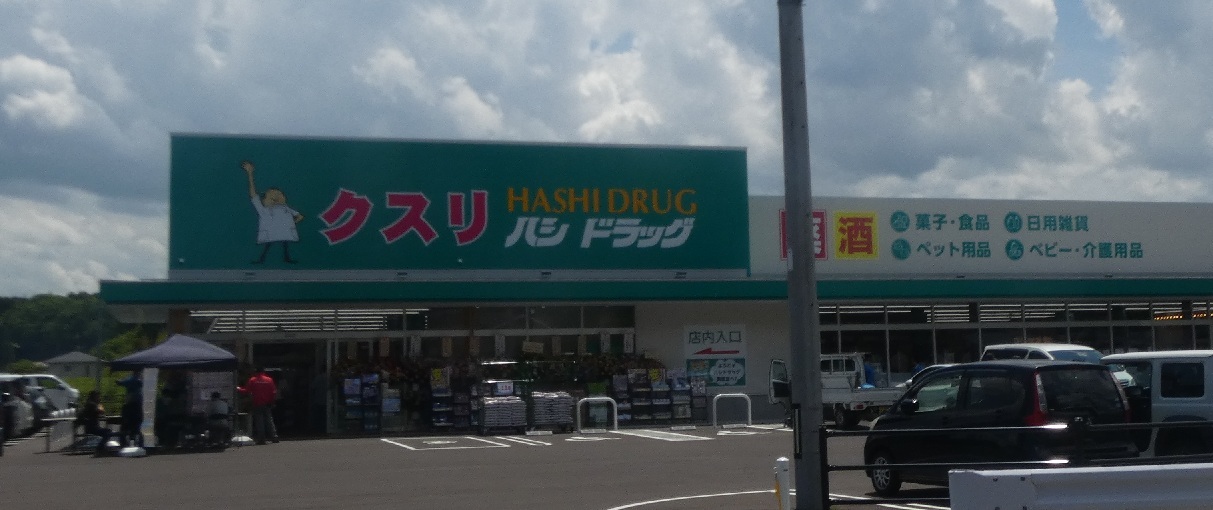 クスリ
HASHI DRUG
ハシ ドラッグ
酒
菓子・食品
日用雑貨
ペット用品
ベビー・介護用品
店内入口